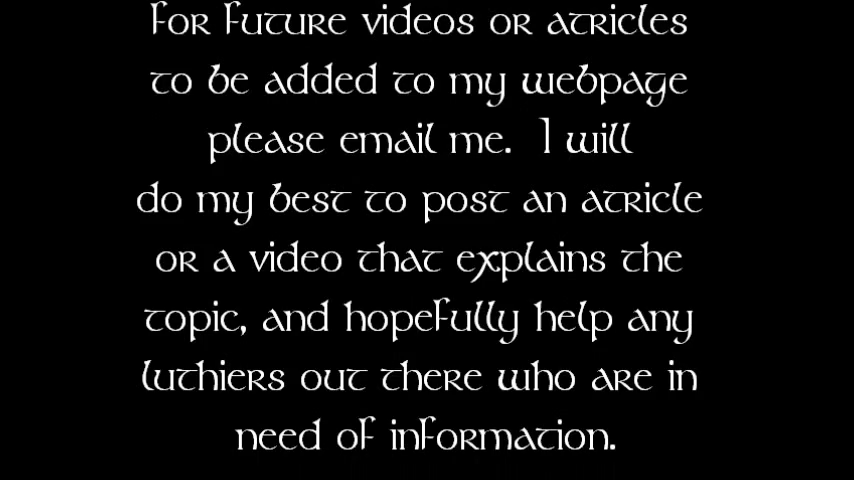 For future videos or atricles
to be added to my webpage
please email me.  I will
do my best to post an atricle
or a video that explains the
topic, and hopefully help any
luthiers out there who are in
need of information.